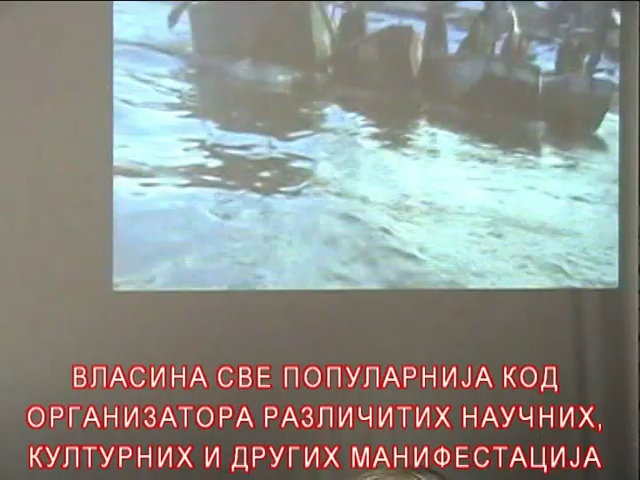 ВЛАСИНА СВЕ ПОПУЛАРНИЈА КОД
ОРГАНИЗАТОРА РАЗЛИЧИТИХ НАУЧНИХ,
КУЛТУРНИХ И ДРУГИХ МАНИФЕСТАЦИЈА